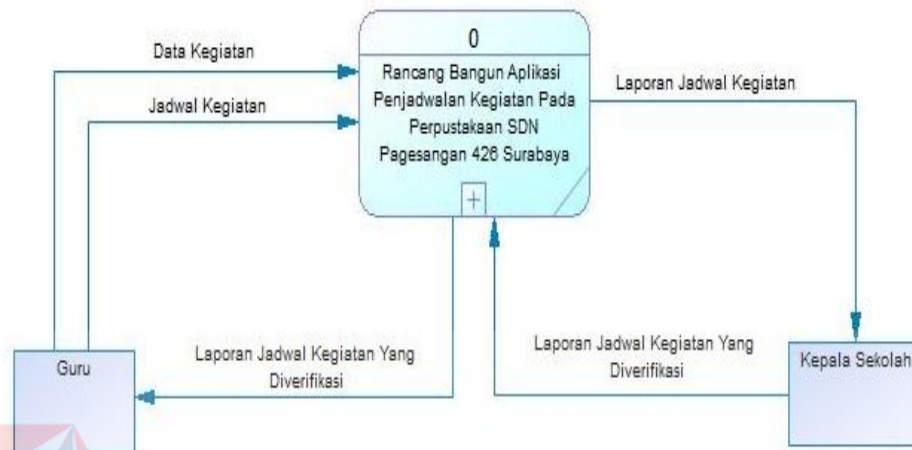 0
Data Kegiatan
Rancang Bangun Aplikasi
Penjadwalan Kegiatan Pada
Perpustakaan SDN
Pagesangan 426 Surabaya
Laporan Jadwal Kegiatan
Jadwal Kegiatan
+
Laporan Jadwal Kegiatan Yang
Diverifikasi
Laporan Jadwal Kegiatan Yang
Diverifikasi
Guru
Kepala Sekolah